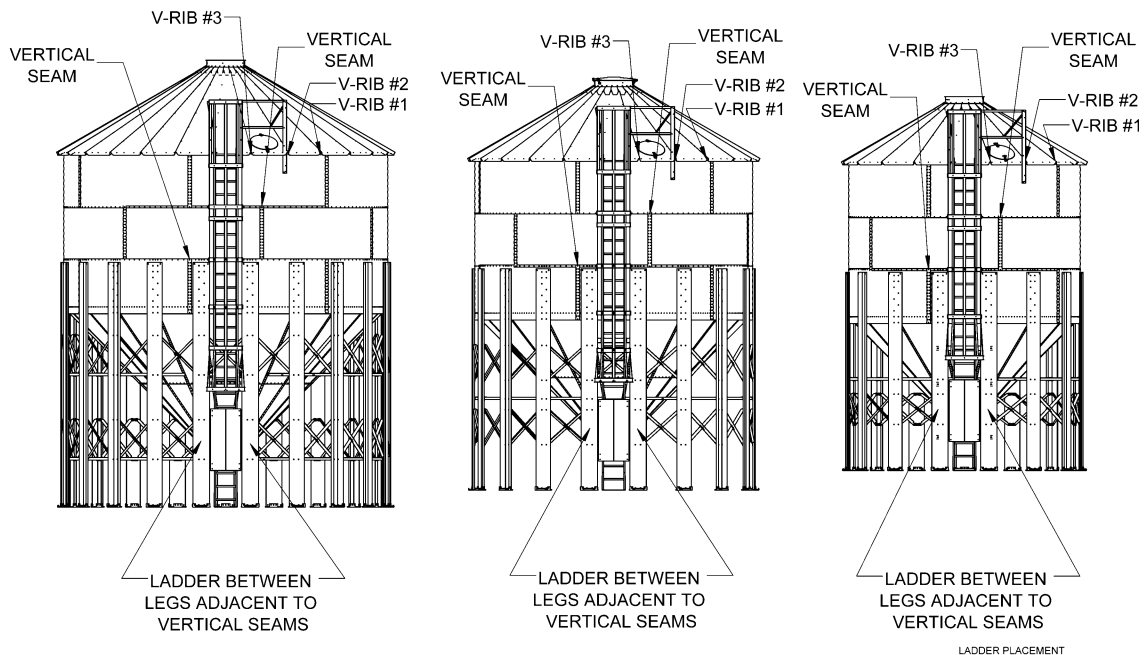 V-RIB #3
VERTICAL
SEAM
VERTICAL
SEAM
V-RIB #2
V-RIB #1
LADDER BETWEEN
LEGS ADJACENT TO
VERTICAL SEAMS
V-RIB #3
VERTICAL
SEAM
VERTICAL
SEAM
V-RIB #2
V-RIB #1
LADDER BETWEEN
LEGS ADJACENT TO
VERTICAL SEAMS
V-RIB #3
VERTICAL
SEAM
VERTICAL
SEAM
V-RIB #2
V-RIB #1
LADDER BETWEEN
LEGS ADJACENT TO
VERTICAL SEAMS
LADDER PLACEMENT